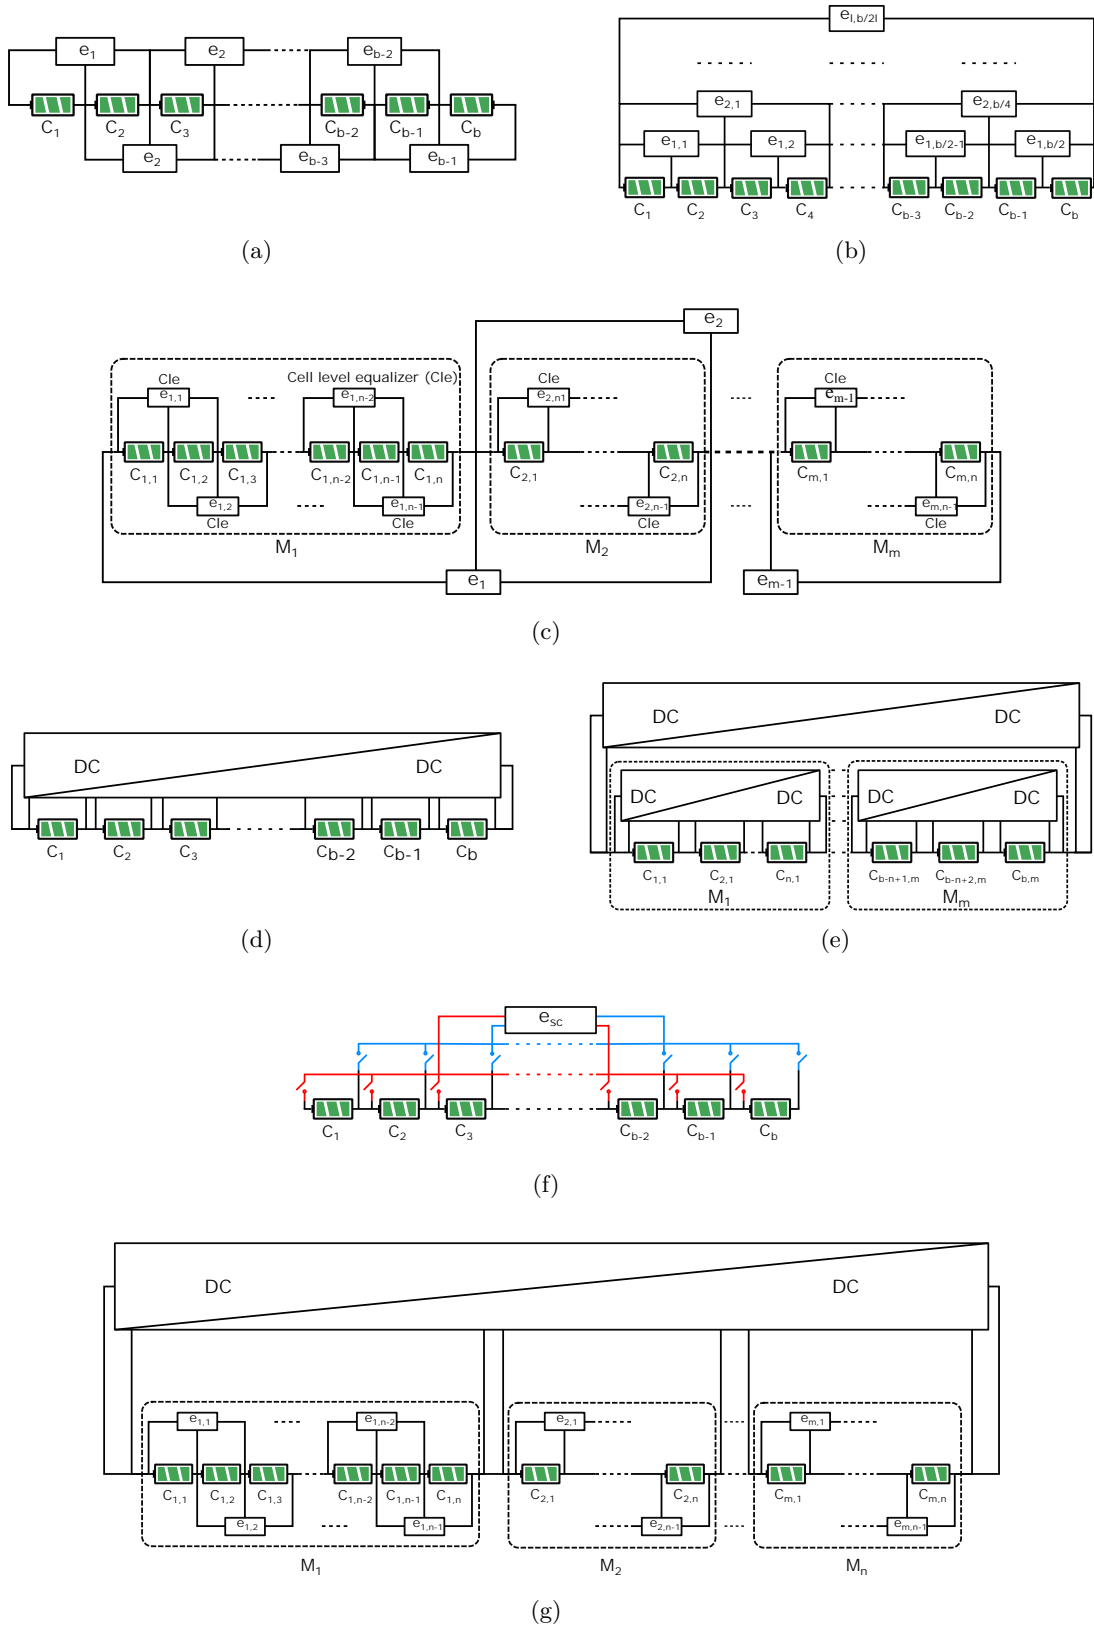 e1 e2 eb-2
C1 C2 C3 Cb-2 Cb-1 Cb
e2 eb-3 eb-1
(a)
el,b/2l
e2,1 e2,b/4
e1,1 e1,2 e1,b/2-1 e1,b/2
C1 C2 C3 C4 Cb-3 Cb-2 Cb-1 Cb
(b)
e2
Cle Cell level equalizer (Cle) Cle Cle
e1,1 e1,n-2 e2,n1 em-1
C1,1 C1,2 C1,3 C1,n-2 C1,n-1 C1,n C2,1 C2,n Cm,1 Cm,n
e1,2 e1,n-1 e2,n-1 em,n-1
Cle Cle Cle Cle
M1 M2 Mm
e1 em-1
(c)
DC DC
C1 C2 C3 Cb-2 Cb-1 Cb
(d)
DC DC
DC DC DC DC
C1,1 C2,1 Cn,1 Cb-n+1,m Cb-n+2,m Cb,m
M1 Mm
(e)
esc
C1 C2 C3 Cb-2 Cb-1 Cb
(f)
DC DC
e1,1 e1,n-2 e2,1 em,1
C1,1 C1,2 C1,3 C1,n-2 C1,n-1 C1,n C2,1 C2,n Cm,1 Cm,n
e1,2 e1,n-1 e2,n-1 em,n-1
M1 M2 Mn
(g)